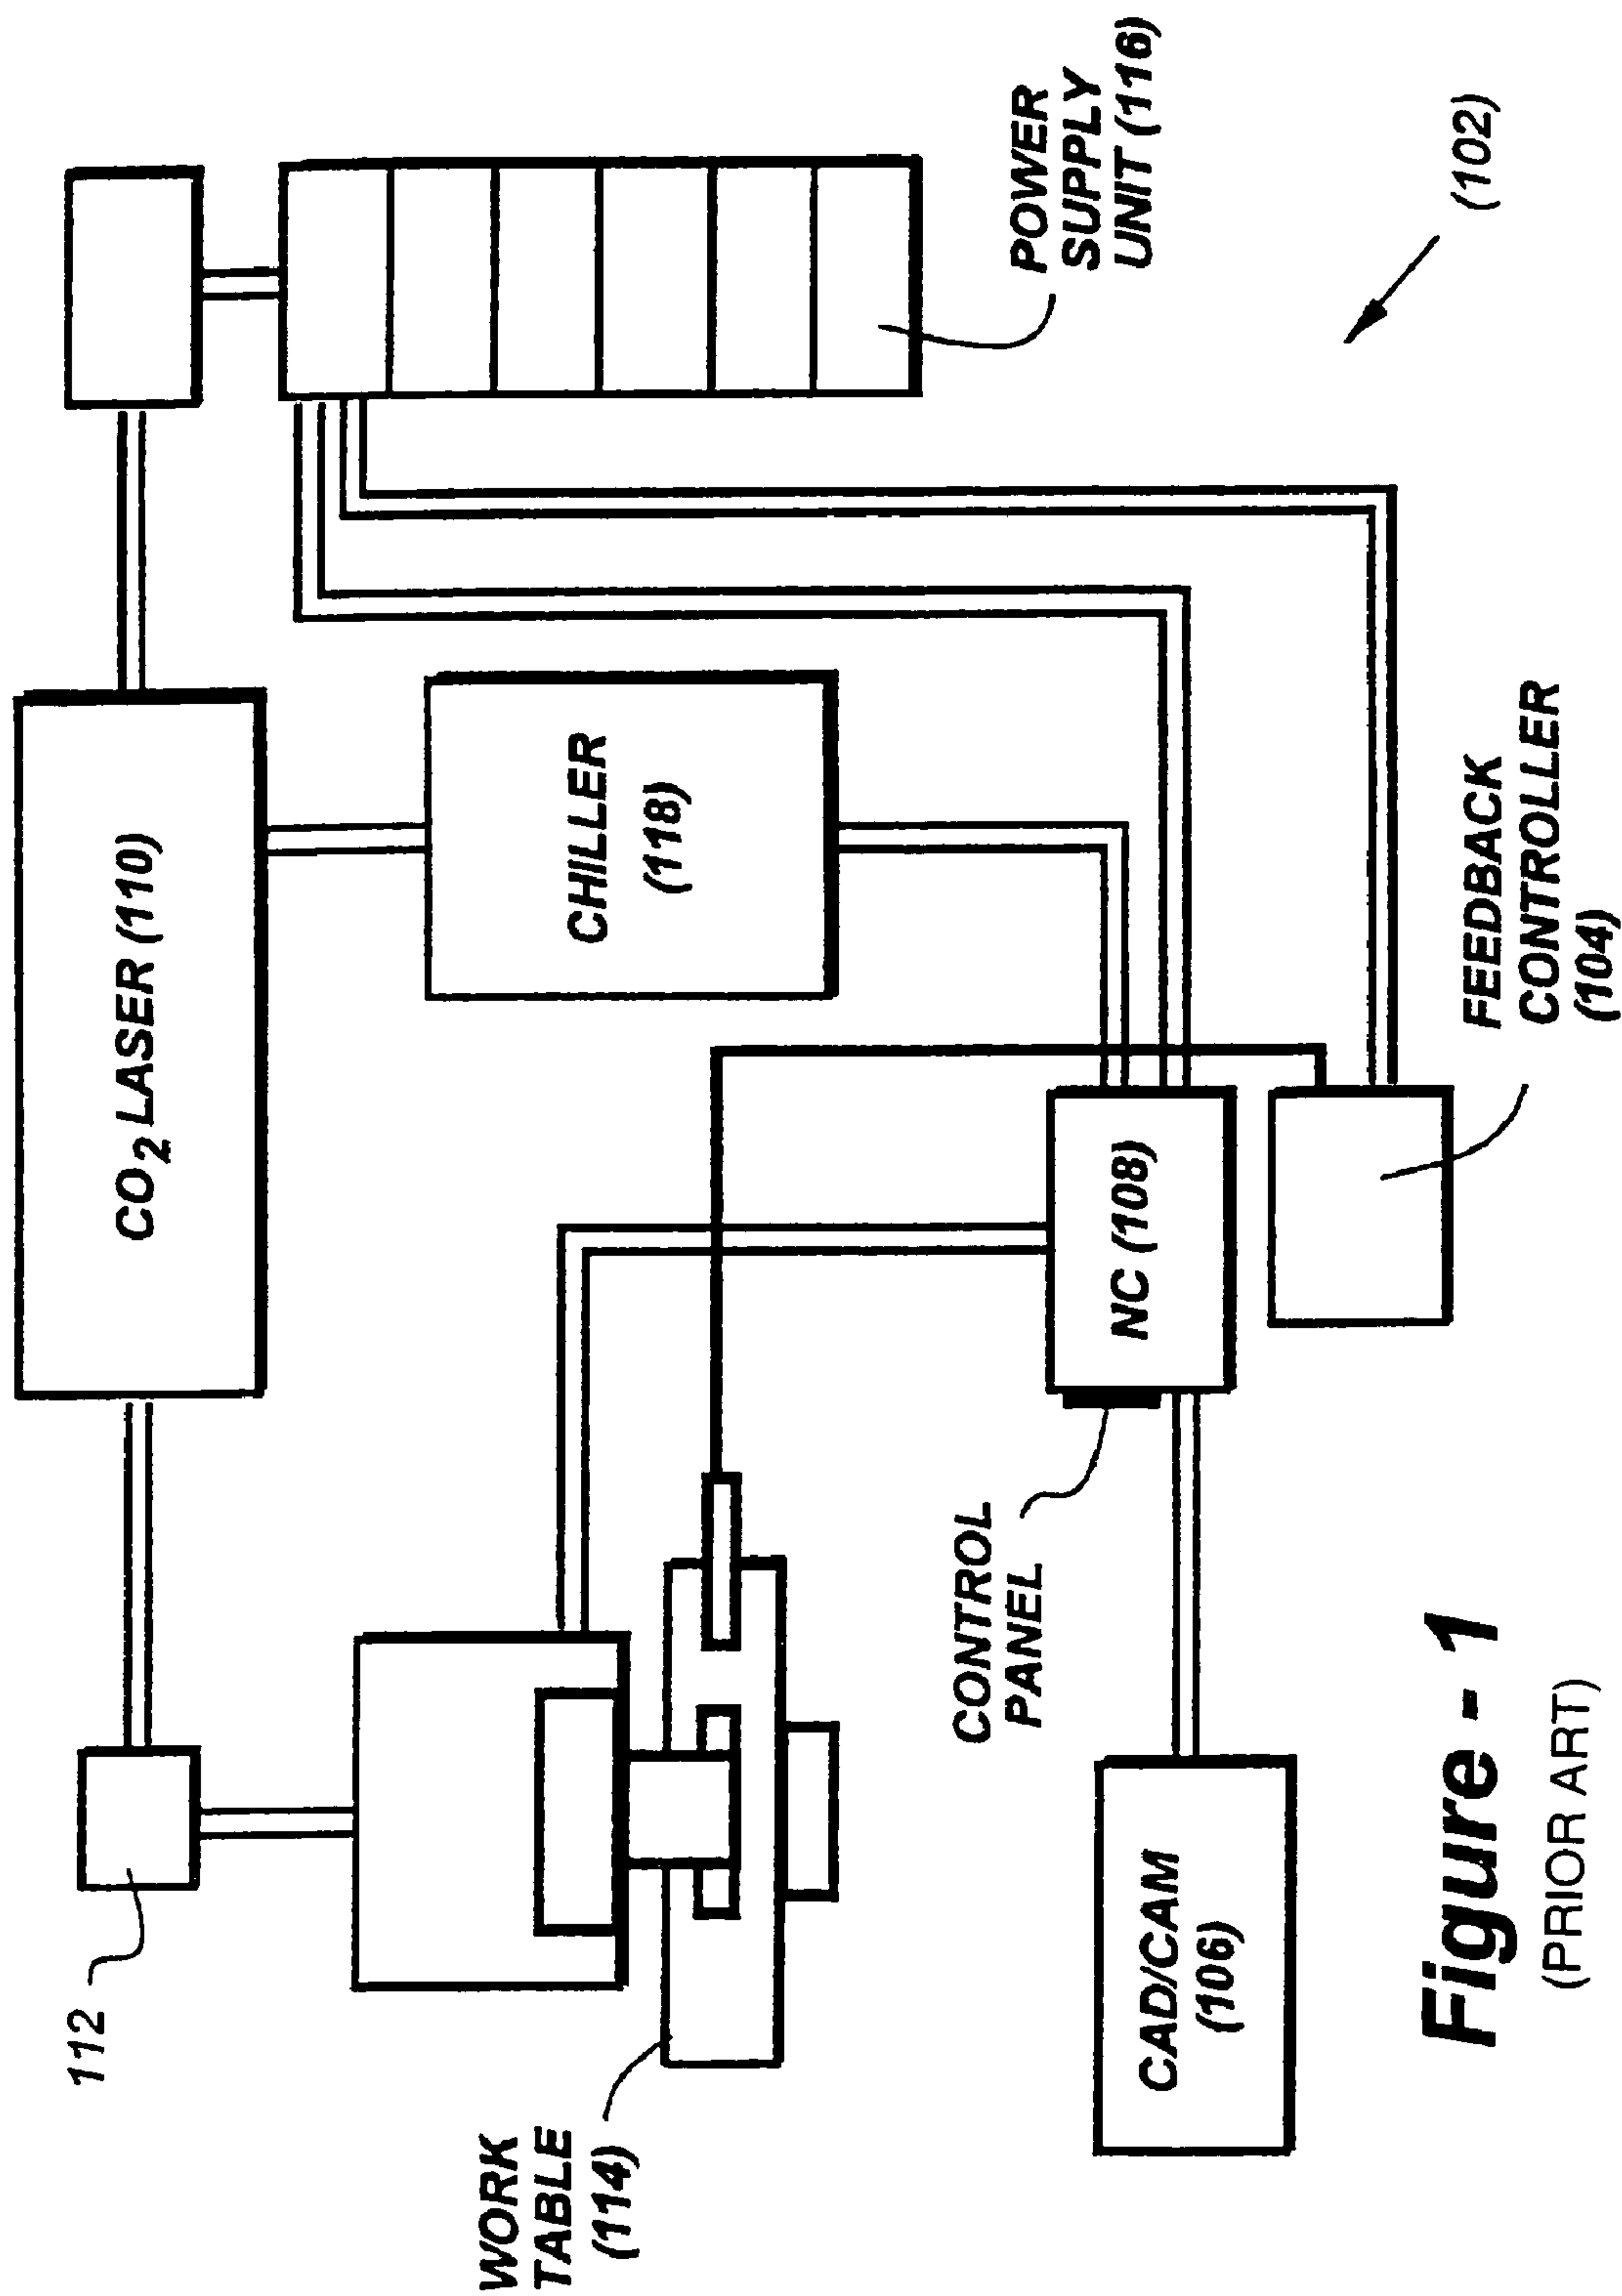 CO2 LASER (110)
112
CHILLER
(118)
POWER
SUPPLY
UNIT (116)
WORK
TABLE
(114)
CONTROL
PANEL
NC (108)
CAD/CAM
(106)
FEEDBACK
CONTROLLER
(104)
(102)
Figure - 1
(PRIOR ART)